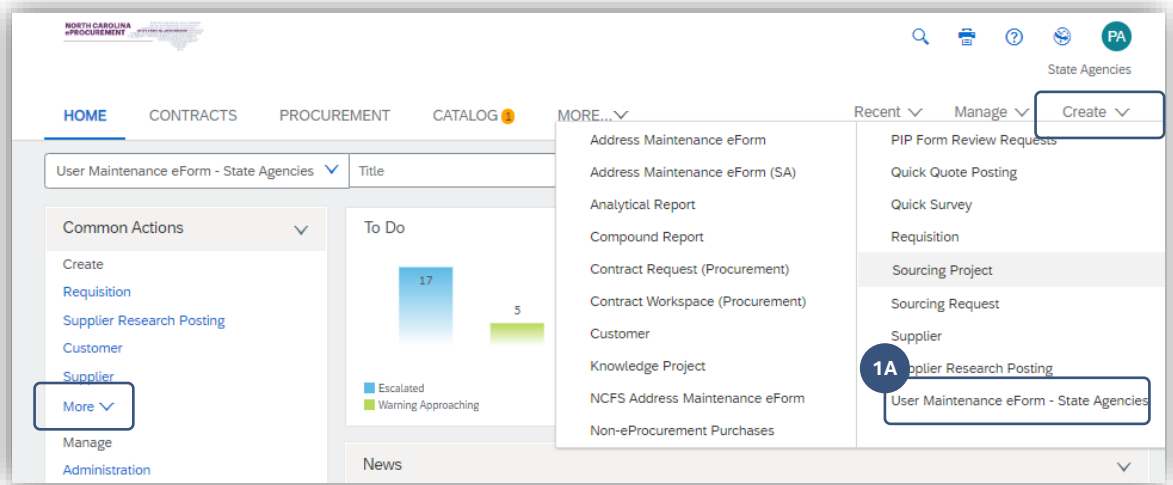 NORTH CAROLINA
ePROCUREMENT
PA
State Agencies
HOME CONTRACTS PROCUREMENT CATALOG 1 MORE... Recent Manage Create
User Maintenance eForm - State Agencies Title
Common Actions
Create
Requisition
Supplier Research Posting
Customer
Supplier
More
Manage
Administration
To Do
17
5
Escalated
Warning Approaching
News
Address Maintenance eForm
Address Maintenance eForm (SA)
Analytical Report
Compound Report
Contract Request (Procurement)
Contract Workspace (Procurement)
Customer
Knowledge Project
NCFS Address Maintenance eForm
Non-eProcurement Purchases
PIP Form Review Requests
Quick Quote Posting
Quick Survey
Requisition
Sourcing Project
Sourcing Request
Supplier
1A
Research Posting
User Maintenance eForm - State Agencies